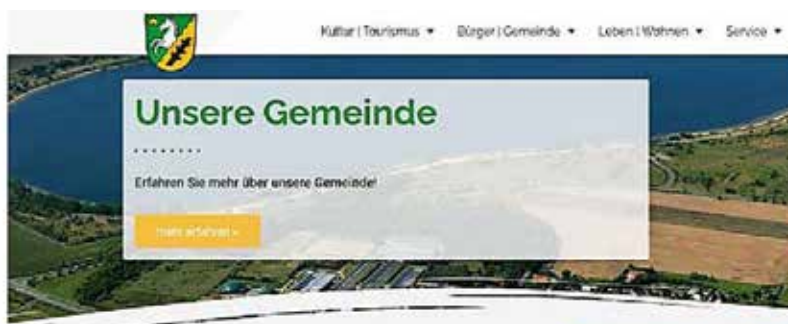 Kultur | Tourismus Bürger | Gemeinde Leben | Wohnen Service
Unsere Gemeinde
Erfahren Sie mehr über unsere Gemeinde!
mehr erfahren »